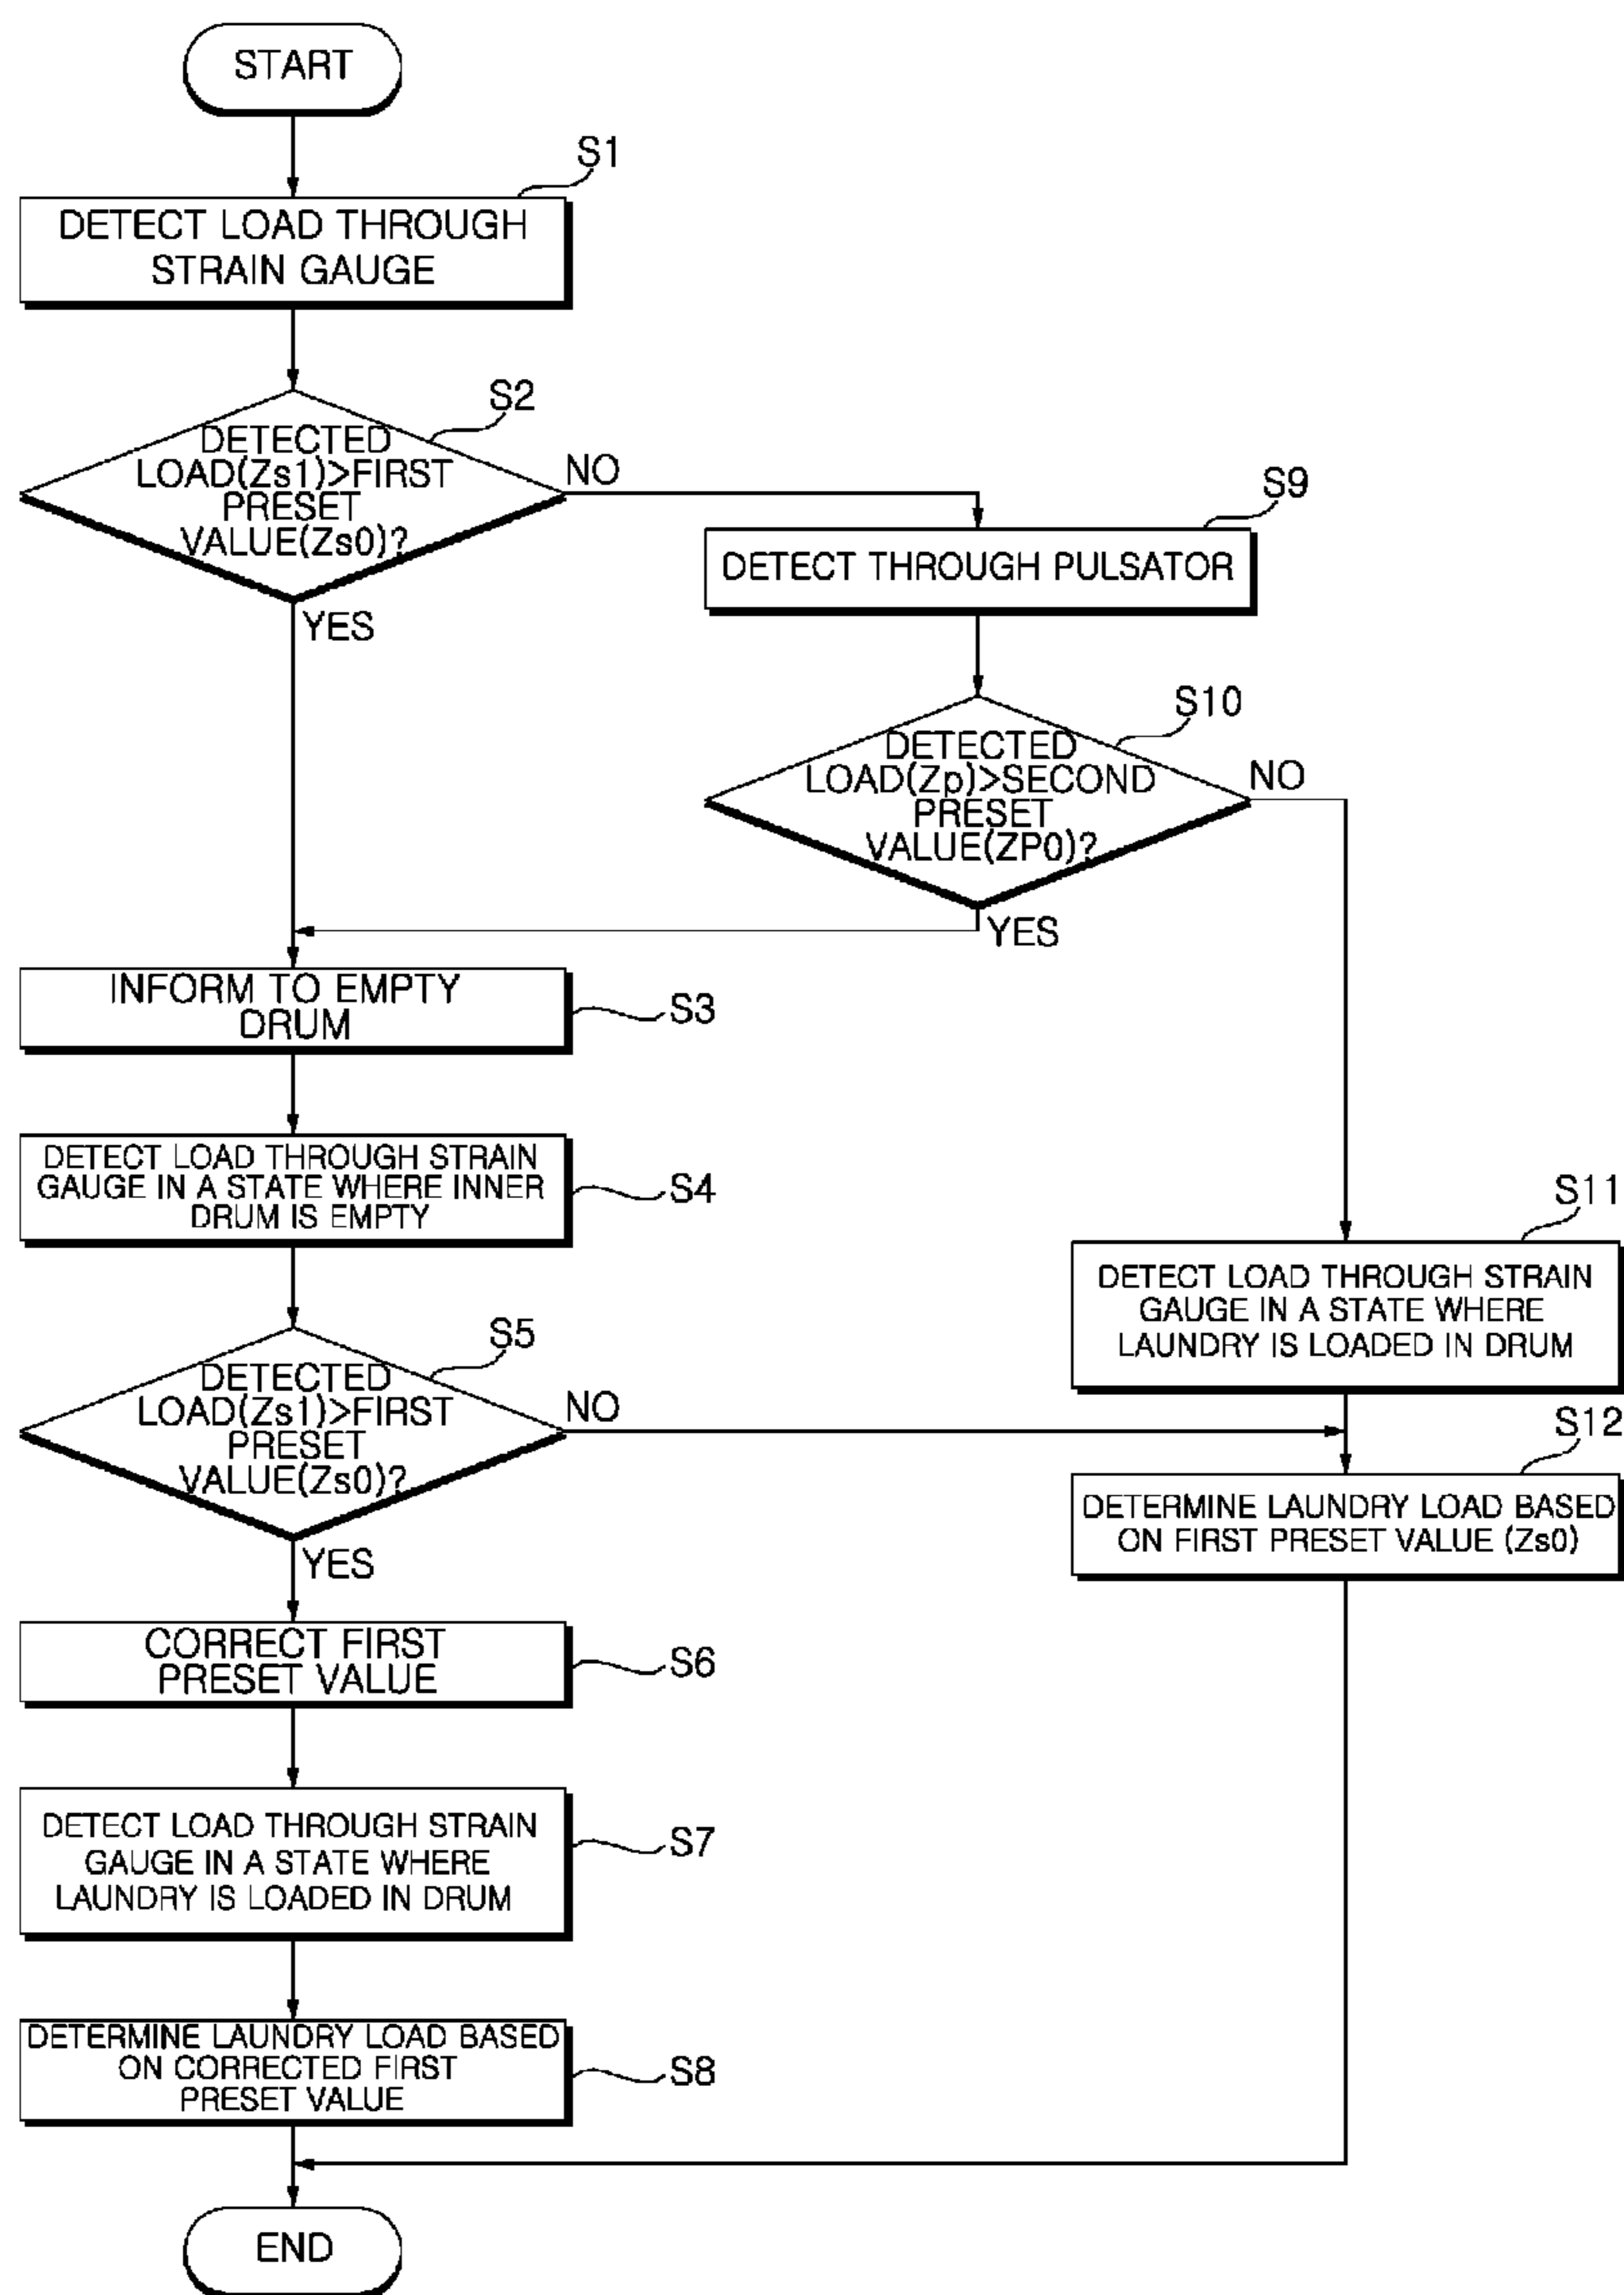 START
S1
DETECT LOAD THROUGH
STRAIN GAUGE
S2
DETECTED
LOAD(Zs1)>FIRST
PRESET
VALUE(Zs0)?
NO
YES
S9
DETECT THROUGH PULSATOR
S10
DETECTED
LOAD(Zp)>SECOND
PRESET
VALUE(ZP0)?
NO
YES
INFORM TO EMPTY
DRUM
S3
DETECT LOAD THROUGH STRAIN
GAUGE IN A STATE WHERE INNER
DRUM IS EMPTY
S4
S11
DETECT LOAD THROUGH STRAIN
GAUGE IN A STATE WHERE
LAUNDRY IS LOADED IN DRUM
S5
DETECTED
LOAD(Zs1)>FIRST
PRESET
VALUE(Zs0)?
NO
YES
S12
DETERMINE LAUNDRY LOAD BASED
ON FIRST PRESET VALUE (Zs0)
CORRECT FIRST
PRESET VALUE
S6
DETECT LOAD THROUGH STRAIN
GAUGE IN A STATE WHERE
LAUNDRY IS LOADED IN DRUM
S7
DETERMINE LAUNDRY LOAD BASED
ON CORRECTED FIRST
PRESET VALUE
S8
END